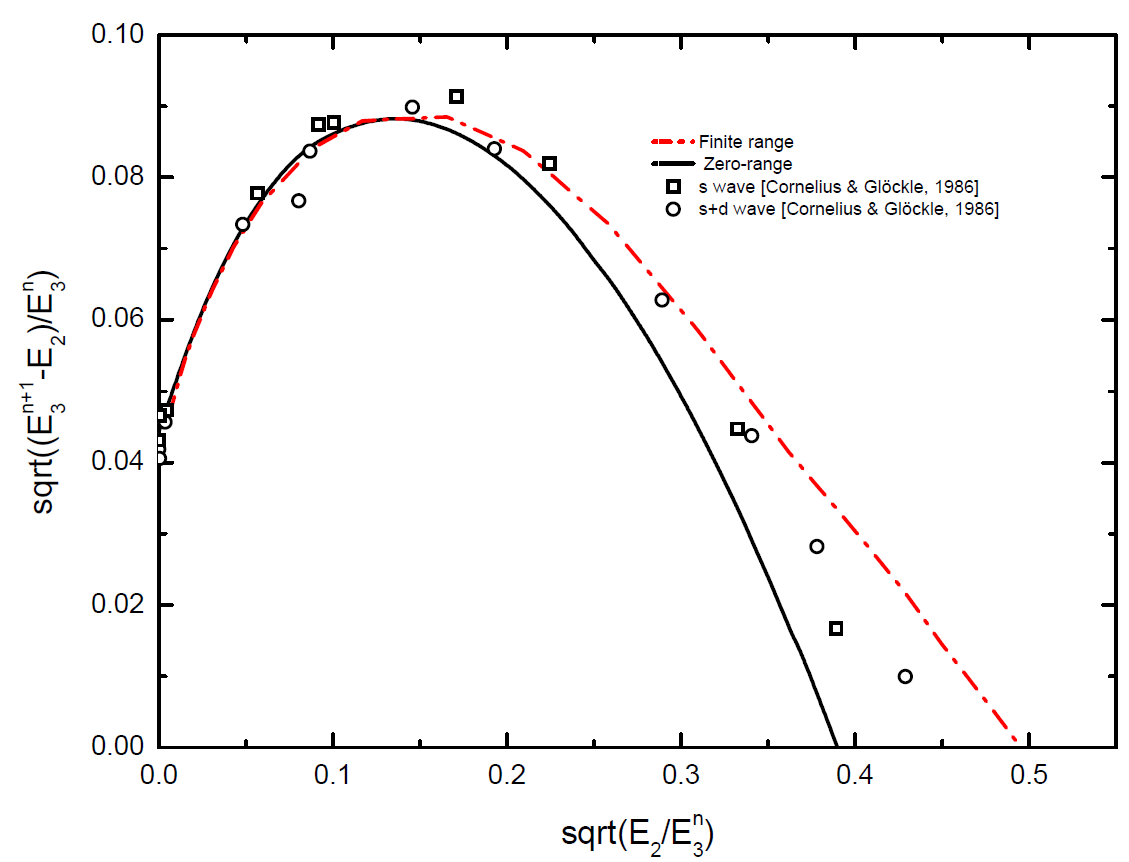 0.10
0.08
0.06
0.04
0.02
0.00
sqrt((E₃ⁿ⁺¹-E₂)/E₃ⁿ)
Finite range
Zero-range
s wave [Cornelius & Glöckle, 1986]
s+d wave [Cornelius & Glöckle, 1986]
0.0 0.1 0.2 0.3 0.4 0.5
sqrt(E₂/E₃ⁿ)